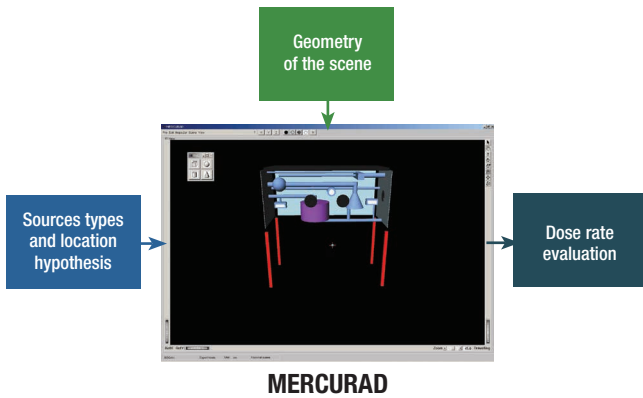 Geometry
of the scene
Sources types
and location
hypothesis
Dose rate
evaluation
MERCURAD